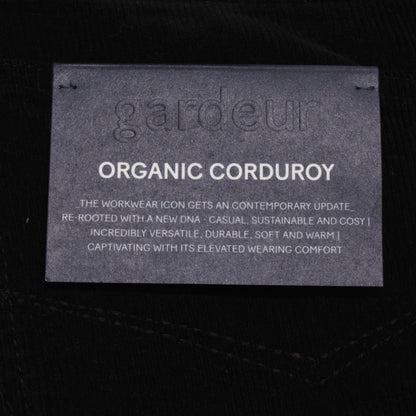 gardeur
ORGANIC CORDUROY
THE WORKWEAR ICON GETS AN CONTEMPORARY UPDATE
RE-ROOTED WITH A NEW DNA - CASUAL, SUSTAINABLE AND COSY |
INCREDIBLY VERSATILE, DURABLE, SOFT AND WARM |
CAPTIVATING WITH ITS ELEVATED WEARING COMFORT